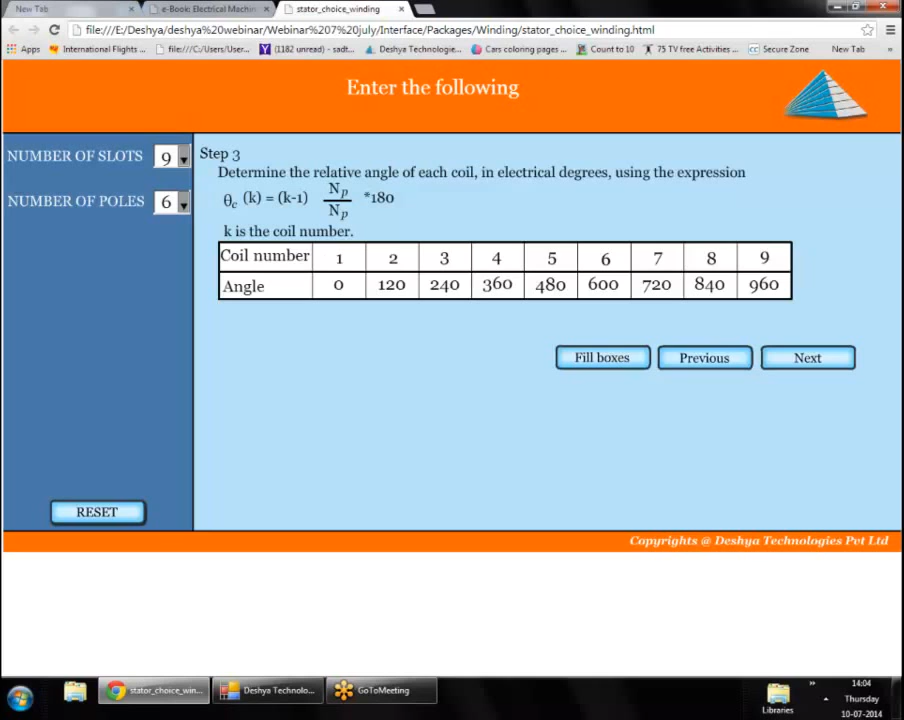 New Tab
e-Book: Electrical Machin
stator_choice_winding
file:///E:/Deshya/deshya%20webinar/Webinar%207%20july/Interface/Packages/Winding/stator_choice_winding.html
Apps International Flights ... file:///C:/Users/User... (1182 unread) - sadt... Deshya Technologie... Cars coloring pages ... Count to 10 75 TV free Activities ... Secure Zone New Tab »
Enter the following
NUMBER OF SLOTS 9
NUMBER OF POLES 6
Step 3
Determine the relative angle of each coil, in electrical degrees, using the expression
θc (k) = (k-1) Np/Np *180
k is the coil number.
Coil number 1 2 3 4 5 6 7 8 9
Angle 0 120 240 360 480 600 720 840 960
Fill boxes Previous Next
RESET
Copyrights @ Deshya Technologies Pvt Ltd
stator_choice_win... Deshya Technolo... GoToMeeting
Libraries
»
14:04
Thursday
10-07-2014